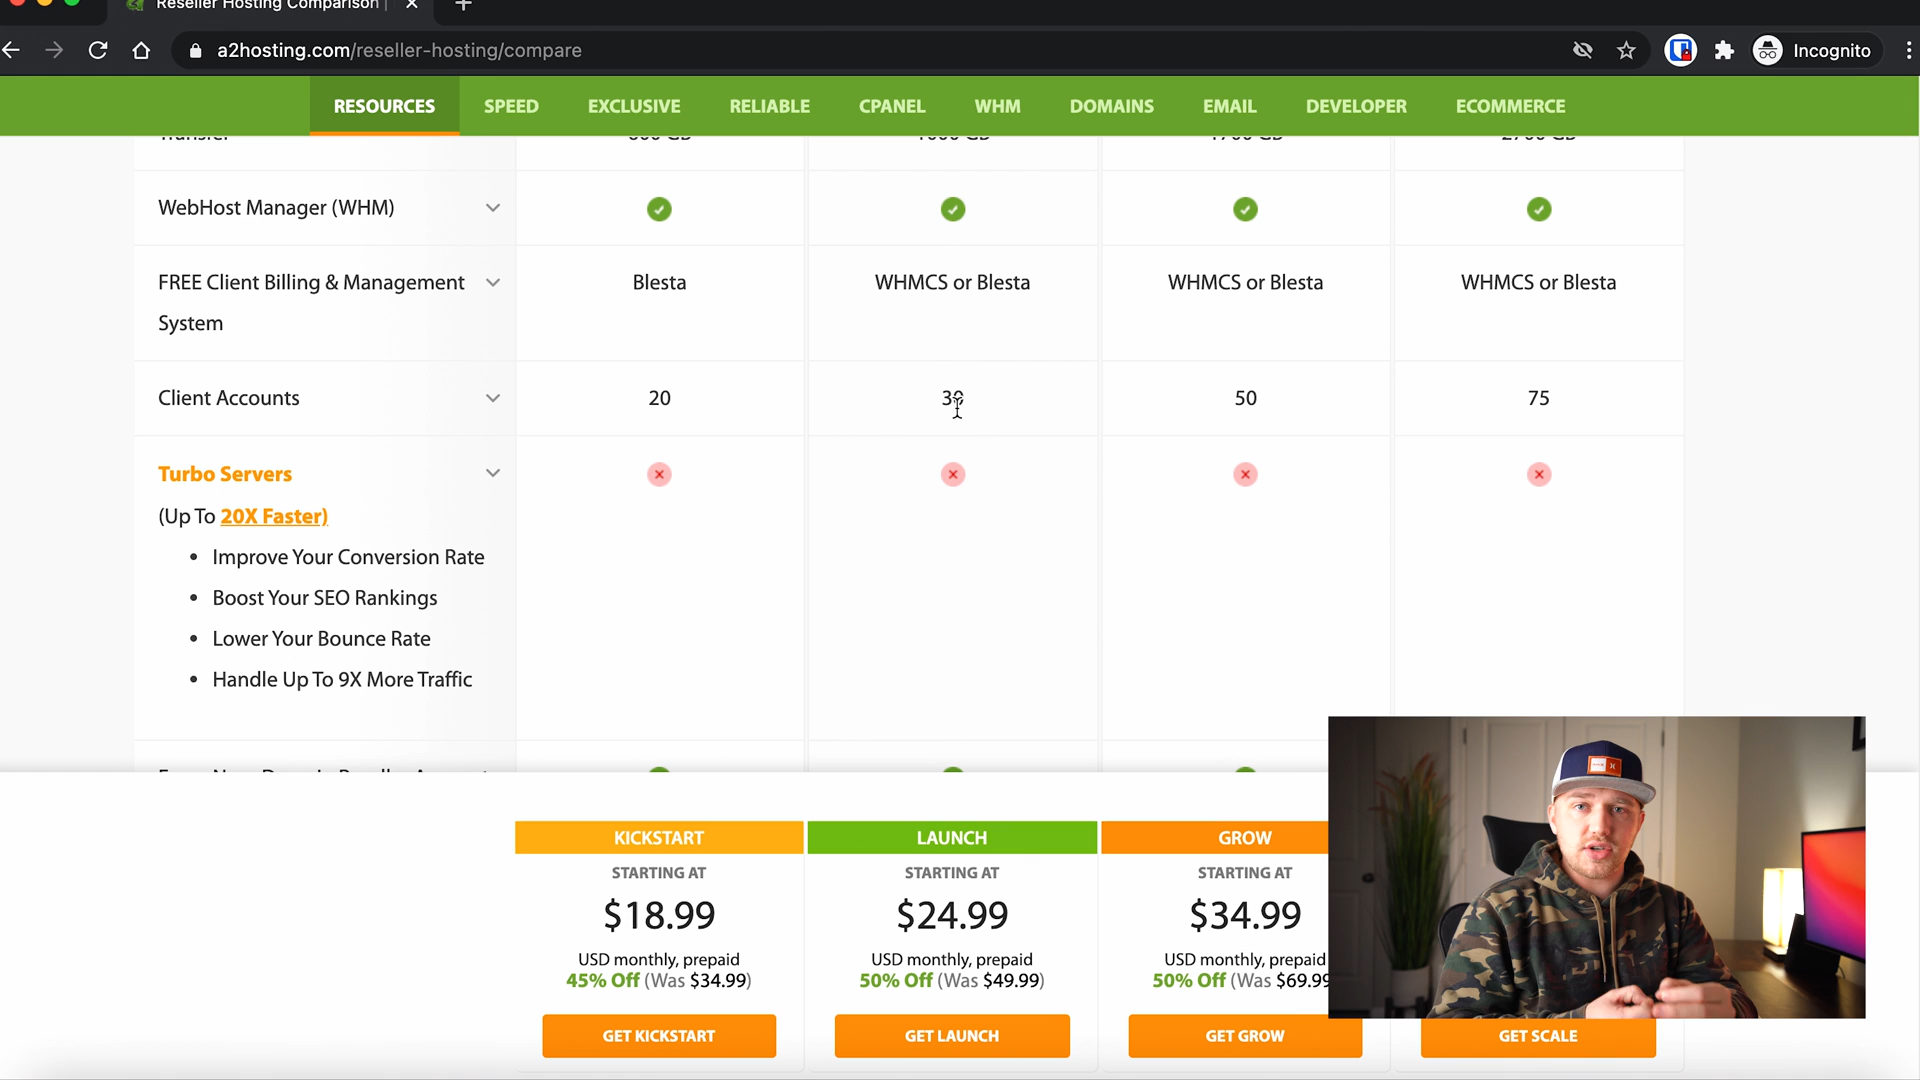 Reseller Hosting Comparison |
a2hosting.com/reseller-hosting/compare
Incognito
RESOURCES SPEED EXCLUSIVE RELIABLE CPANEL WHM DOMAINS EMAIL DEVELOPER ECOMMERCE
Transfer
WebHost Manager (WHM)
FREE Client Billing & Management Blesta WHMCS or Blesta WHMCS or Blesta WHMCS or Blesta
System
Client Accounts 20 30 50 75
Turbo Servers
(Up To 20X Faster)
• Improve Your Conversion Rate
• Boost Your SEO Rankings
• Lower Your Bounce Rate
• Handle Up To 9X More Traffic
KICKSTART LAUNCH GROW
STARTING AT STARTING AT STARTING AT
$18.99 $24.99 $34.99
USD monthly, prepaid USD monthly, prepaid USD monthly, prepaid
45% Off (Was $34.99) 50% Off (Was $49.99) 50% Off (Was $69.99
GET KICKSTART GET LAUNCH GET GROW GET SCALE